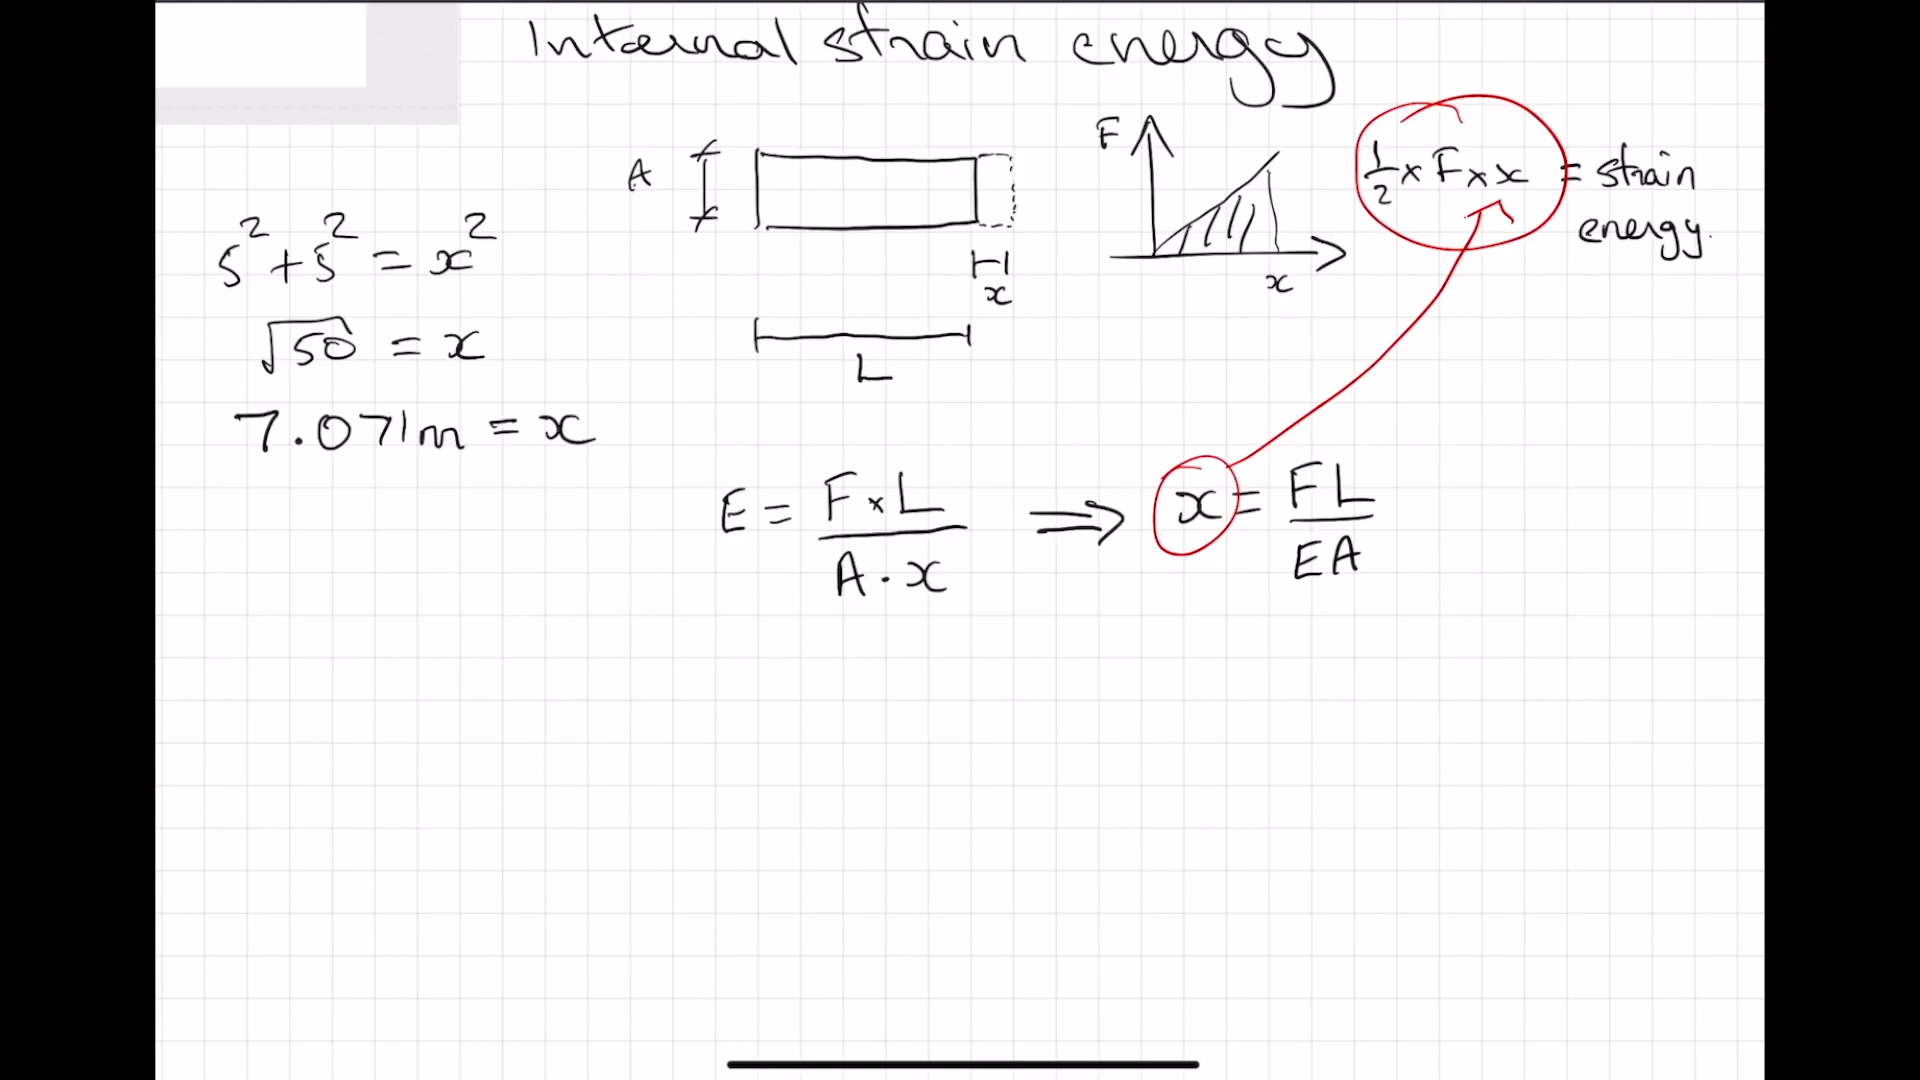 Internal strain energy
A
F
½ × F × x = strain
energy.
x
x
L
5² + 5² = x²
√50 = x
7.071m = x
E = F × L / A · x ⟹ x = FL / EA